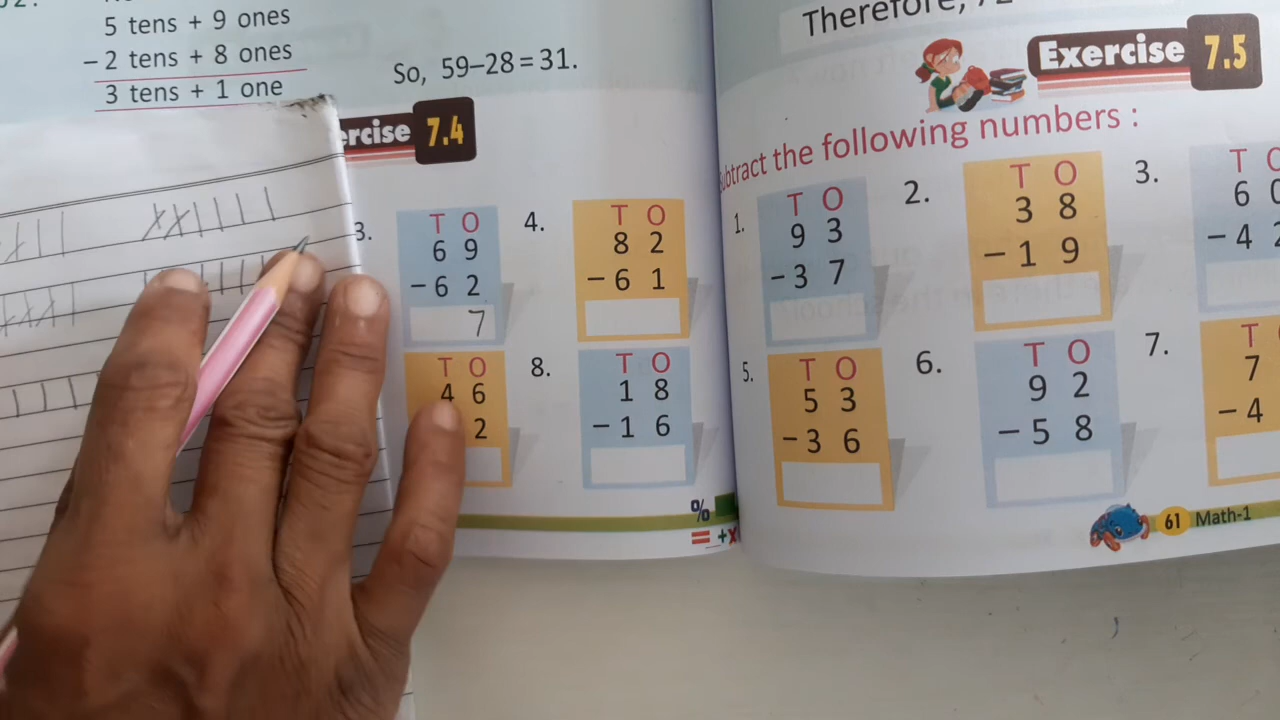 5 tens + 9 ones
− 2 tens + 8 ones
3 tens + 1 one
So, 59–28 = 31.
7.4
3.
T O
6 9
− 6 2
7
4.
T O
8 2
− 6 1
T O
4 6
2
8.
T O
1 8
− 1 6
%
= +x
Therefore,
Exercise 7.5
the following numbers :
1.
T O
9 3
− 3 7
2.
T O
3 8
− 1 9
3.
T
6
− 4
5.
T O
5 3
− 3 6
6.
T O
9 2
− 5 8
7.
T
7
− 4
61 Math-1